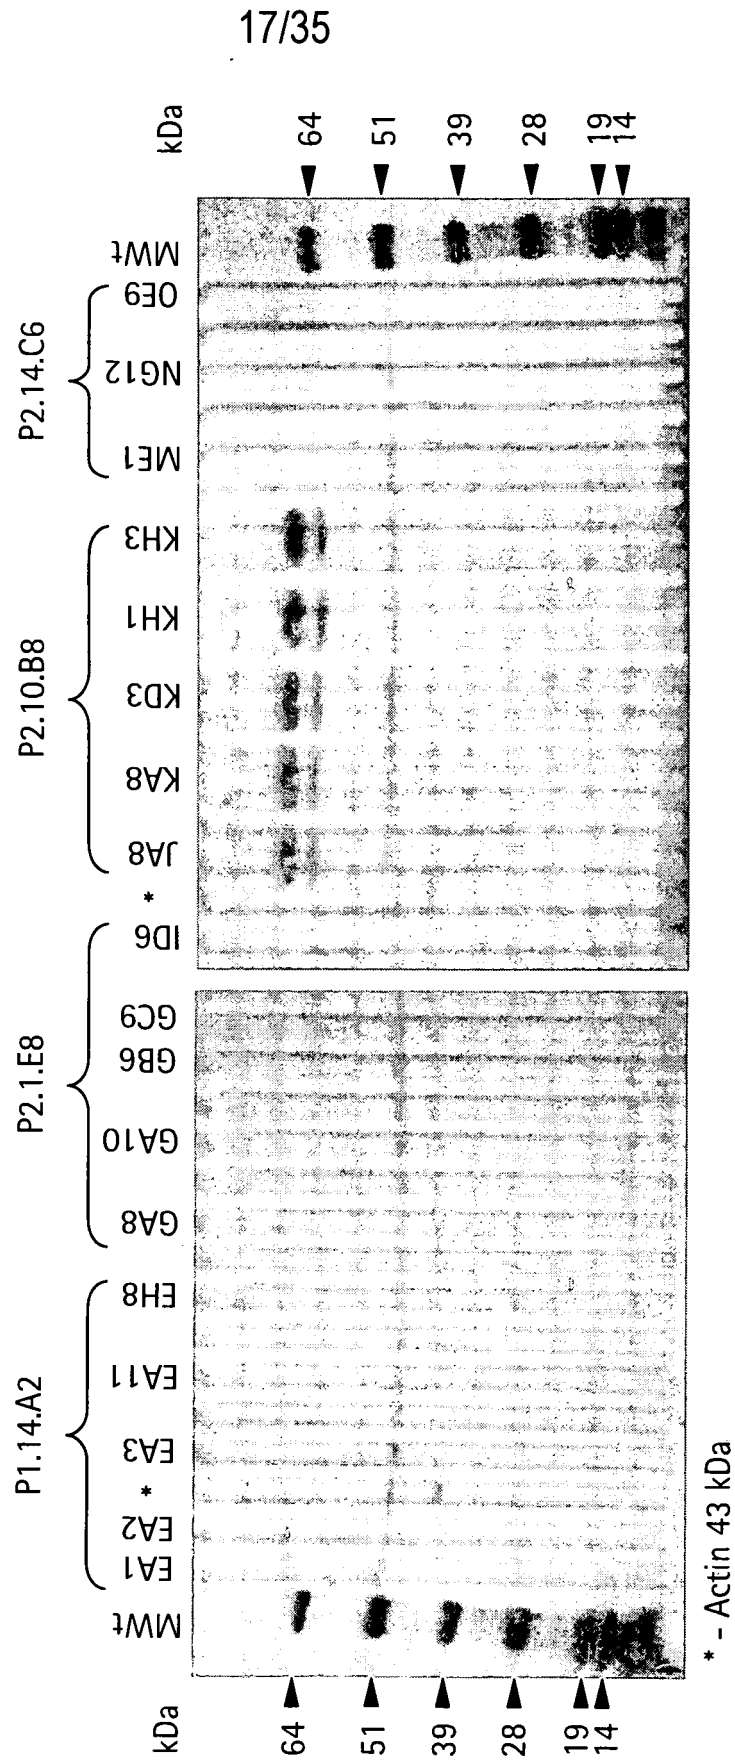 17/35
P1.14.A2
P2.1.E8
P2.10.B8
P2.14.C6
kDa
MWt
EA1
EA2
*
EA3
EA11
EH8
GA8
GA10
GB6
GC9
ID6
*
JA8
KA8
KD3
KH1
KH3
ME1
NG12
OE9
MWt
kDa
64
51
39
28
19
14
64
51
39
28
19
14
* – Actin 43 kDa